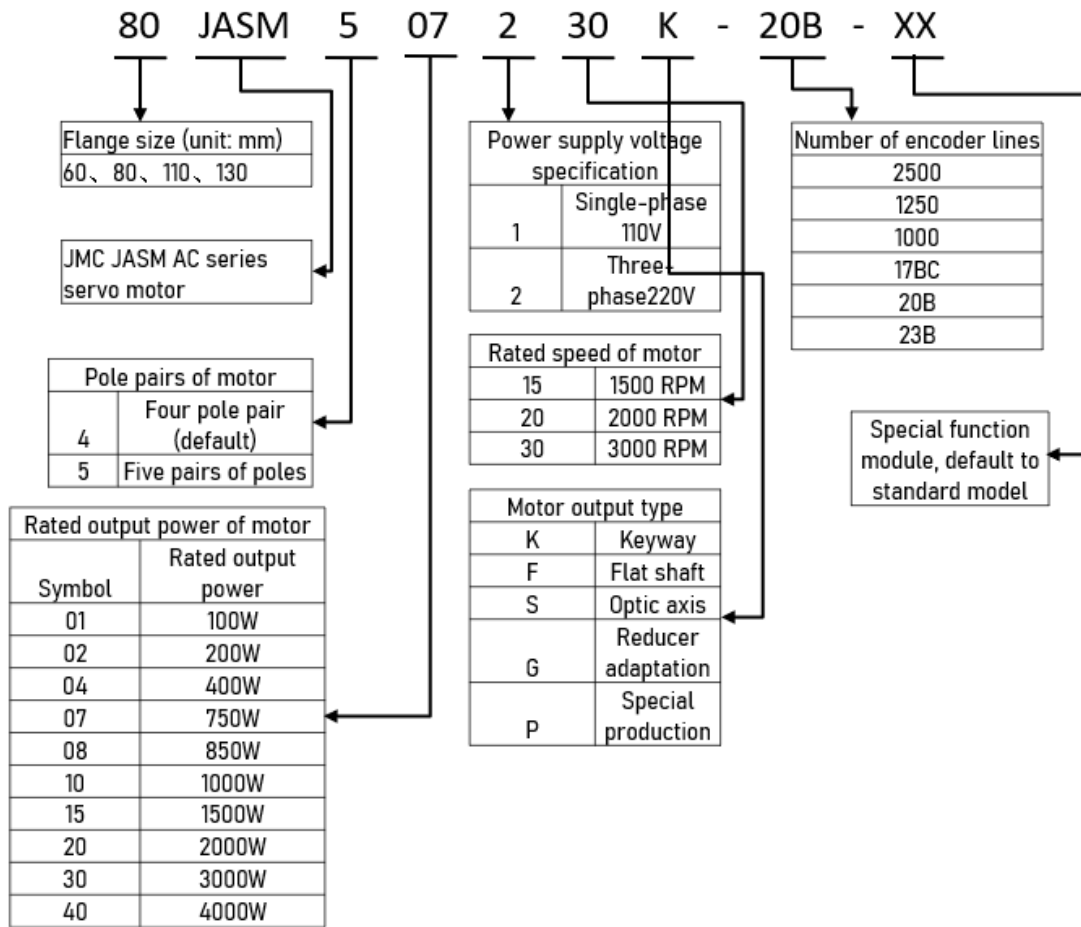 80 JASM 5 07 2 30 K - 20B - XX
Flange size (unit: mm)
60、80、110、130
JMC JASM AC series
servo motor
Pole pairs of motor
4 Four pole pair
(default)
5 Five pairs of poles
Rated output power of motor
Symbol Rated output
power
01 100W
02 200W
04 400W
07 750W
08 850W
10 1000W
15 1500W
20 2000W
30 3000W
40 4000W
Power supply voltage
specification
1 Single-phase
110V
2 Three-
phase220V
Rated speed of motor
15 1500 RPM
20 2000 RPM
30 3000 RPM
Motor output type
K Keyway
F Flat shaft
S Optic axis
G Reducer
adaptation
P Special
production
Number of encoder lines
2500
1250
1000
17BC
20B
23B
Special function
module, default to
standard model